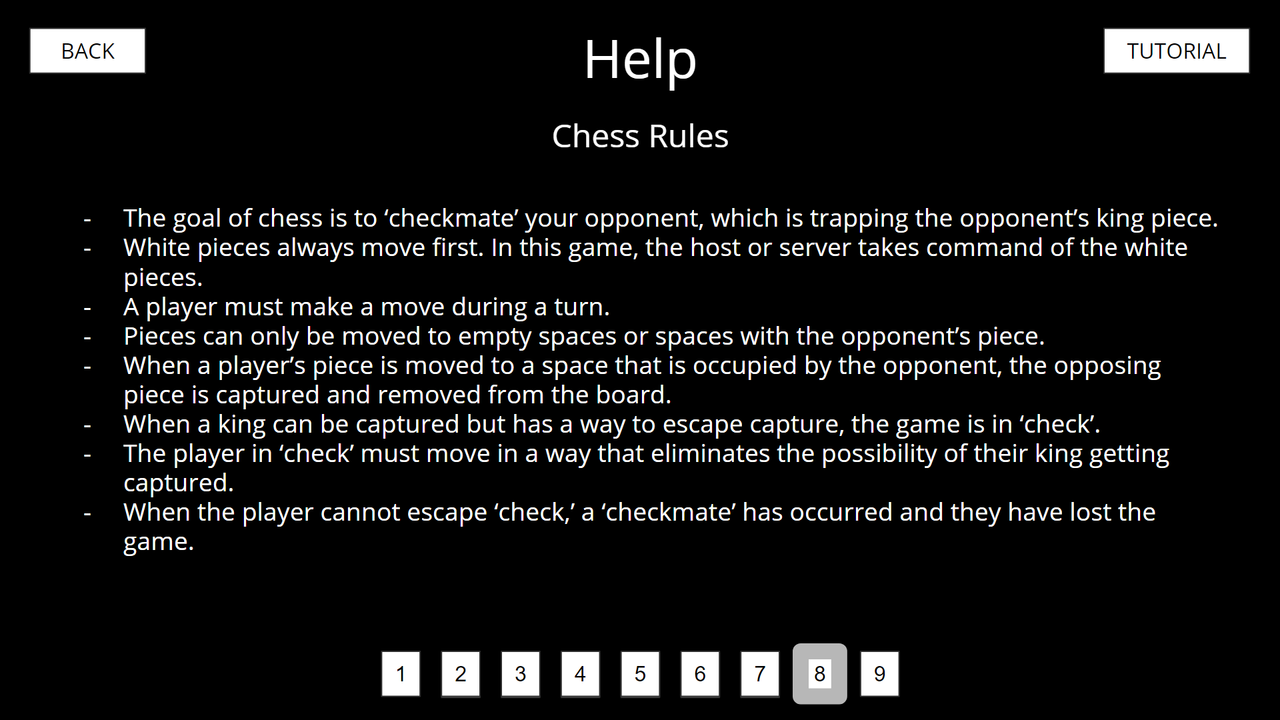 BACK
Help
TUTORIAL
Chess Rules
- The goal of chess is to ‘checkmate’ your opponent, which is trapping the opponent’s king piece.
- White pieces always move first. In this game, the host or server takes command of the white
pieces.
- A player must make a move during a turn.
- Pieces can only be moved to empty spaces or spaces with the opponent’s piece.
- When a player’s piece is moved to a space that is occupied by the opponent, the opposing
piece is captured and removed from the board.
- When a king can be captured but has a way to escape capture, the game is in ‘check’.
- The player in ‘check’ must move in a way that eliminates the possibility of their king getting
captured.
- When the player cannot escape ‘check,’ a ‘checkmate’ has occurred and they have lost the
game.
1 2 3 4 5 6 7 8 9